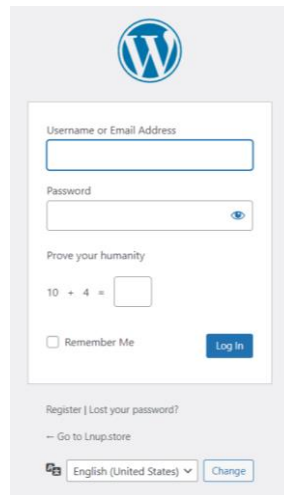 Username or Email Address
Password
Prove your humanity
10 + 4 =
Remember Me
Log In
Register | Lost your password?
← Go to Lnup.store
English (United States)
Change